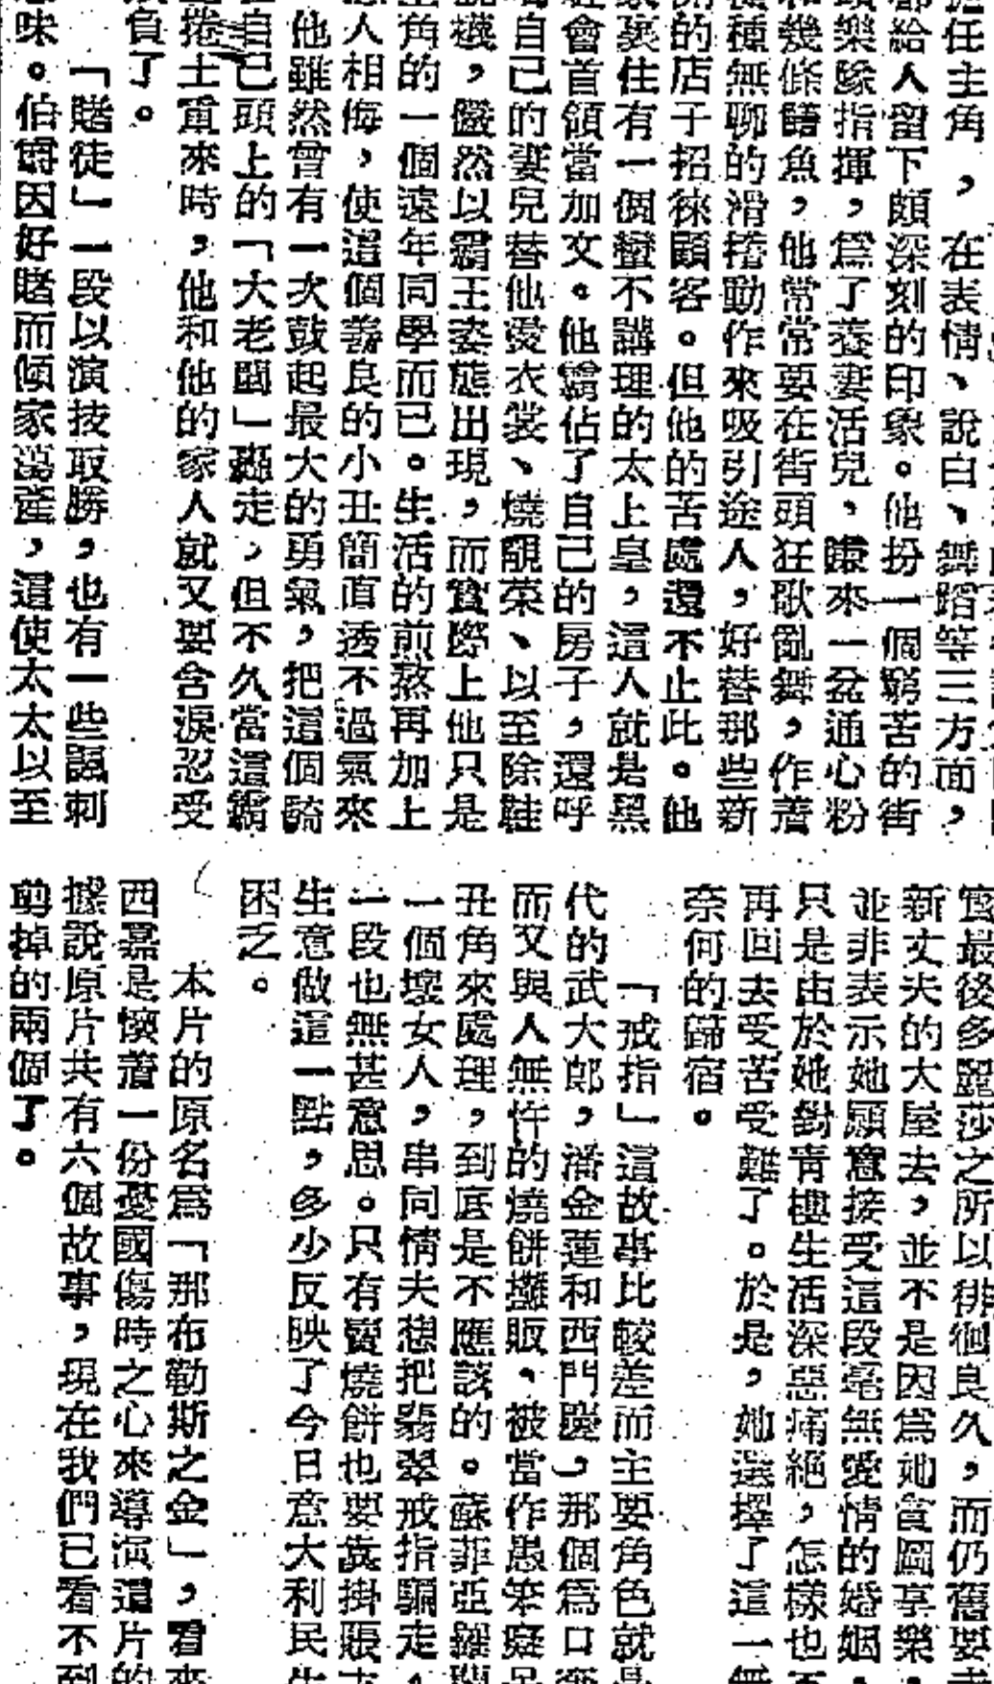 擔任主角，在表情、說白、舞蹈等三方面，
都給人留下頗深刻的印象。他扮一個窮苦的街
頭樂隊指揮，爲了養妻活兒，賺來一盆通心粉
和幾條鱔魚，他常常要在街頭狂歌亂舞，作着
種種無聊的滑稽動作來吸引途人，好替那些新
開的店子招徠顧客。但他的苦處還不止此。他
家裏住有一個蠻不講理的太上皇，這人就是黑
社會首領當加文。他霸佔了自己的房子，還呼
喝自己的妻兒替他熨衣裳、燒靚菜、以至除鞋
脫襪，儼然以霸王姿態出現，而實際上他只是
主角的一個遠年同學而已。生活的煎熬再加上
惡人相侮，使這個善良的小丑簡直透不過氣來
他雖然曾有一次鼓起最大的勇氣，把這個騎
在自己頭上的「大老闆」趕走，但不久當這霸
捲土重來時，他和他的家人就又要含淚忍受
欺負了。
「賭徒」一段以演技取勝，也有一些諷刺
意味。伯爵因好賭而傾家蕩產，這使太太以至
實最後多麗莎之所以徘徊良久，而仍舊要走
新丈夫的大屋去，並不是因爲她貪圖享樂，
並非表示她願意接受這段毫無愛情的婚姻，
只是由於她對青樓生活深惡痛絕，怎樣也不
再回去受苦受難了。於是，她選擇了這一無
奈何的歸宿。
「戒指」這故事比較差而主要角色就是
代的武大郎，潘金蓮和西門慶，那個爲口奔
而又與人無忤的燒餅攤販，被當作愚笨癡呆
丑角來處理，到底是不應該的。蘇菲亞羅蘭
一個壞女人，串同情夫想把翡翠戒指騙走，
一段也無甚意思。只有賣燒餅也要賒掛賬
生意做這一點，多少反映了今日意大利民生
困乏。
本片的原名爲「那布勒斯之金」，看來
西嘉是懷着一份憂國傷時之心來導演這片的
據說原片共有六個故事，現在我們已看不到
剪掉的兩個了。